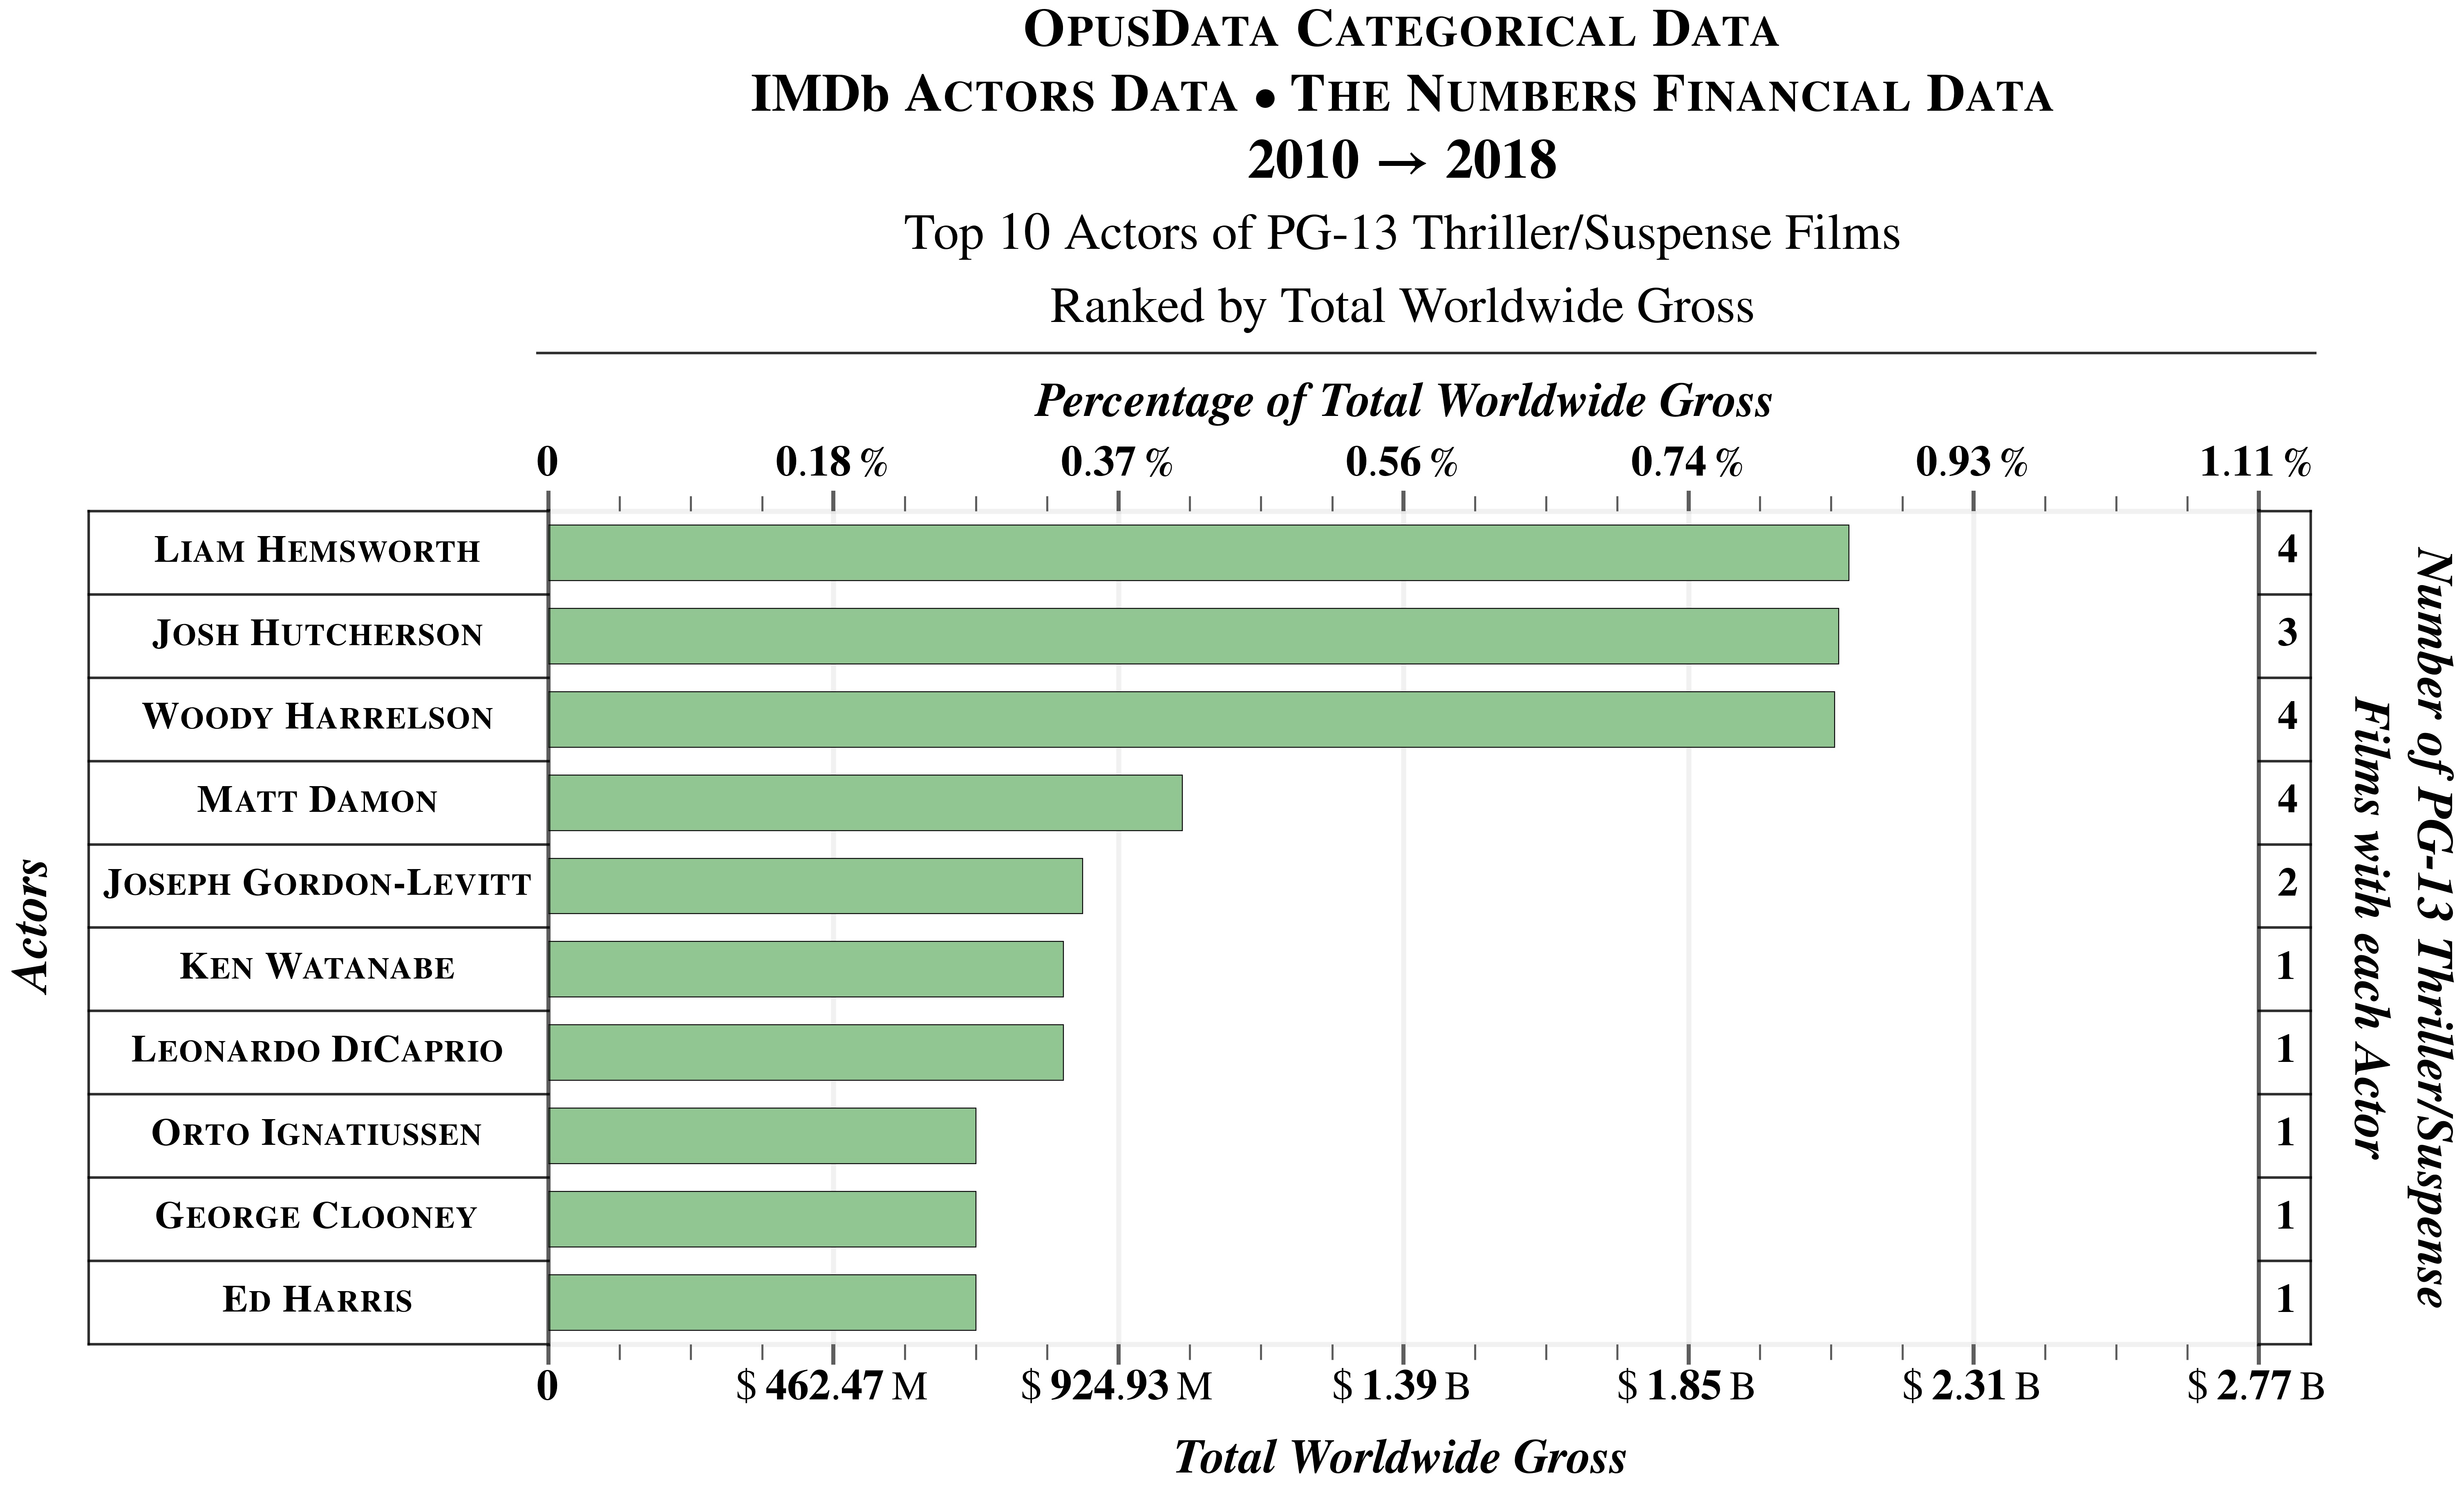 OpusData Categorical Data
IMDb Actors Data • The Numbers Financial Data
2010 → 2018
Top 10 Actors of PG-13 Thriller/Suspense Films
Ranked by Total Worldwide Gross
Percentage of Total Worldwide Gross
0 0.18 % 0.37 % 0.56 % 0.74 % 0.93 % 1.11 %
Actors
Liam Hemsworth 4
Josh Hutcherson 3
Woody Harrelson 4
Matt Damon 4
Joseph Gordon-Levitt 2
Ken Watanabe 1
Leonardo DiCaprio 1
Orto Ignatiussen 1
George Clooney 1
Ed Harris 1
Number of PG-13 Thriller/Suspense
Films with each Actor
0 $ 462.47 M $ 924.93 M $ 1.39 B $ 1.85 B $ 2.31 B $ 2.77 B
Total Worldwide Gross